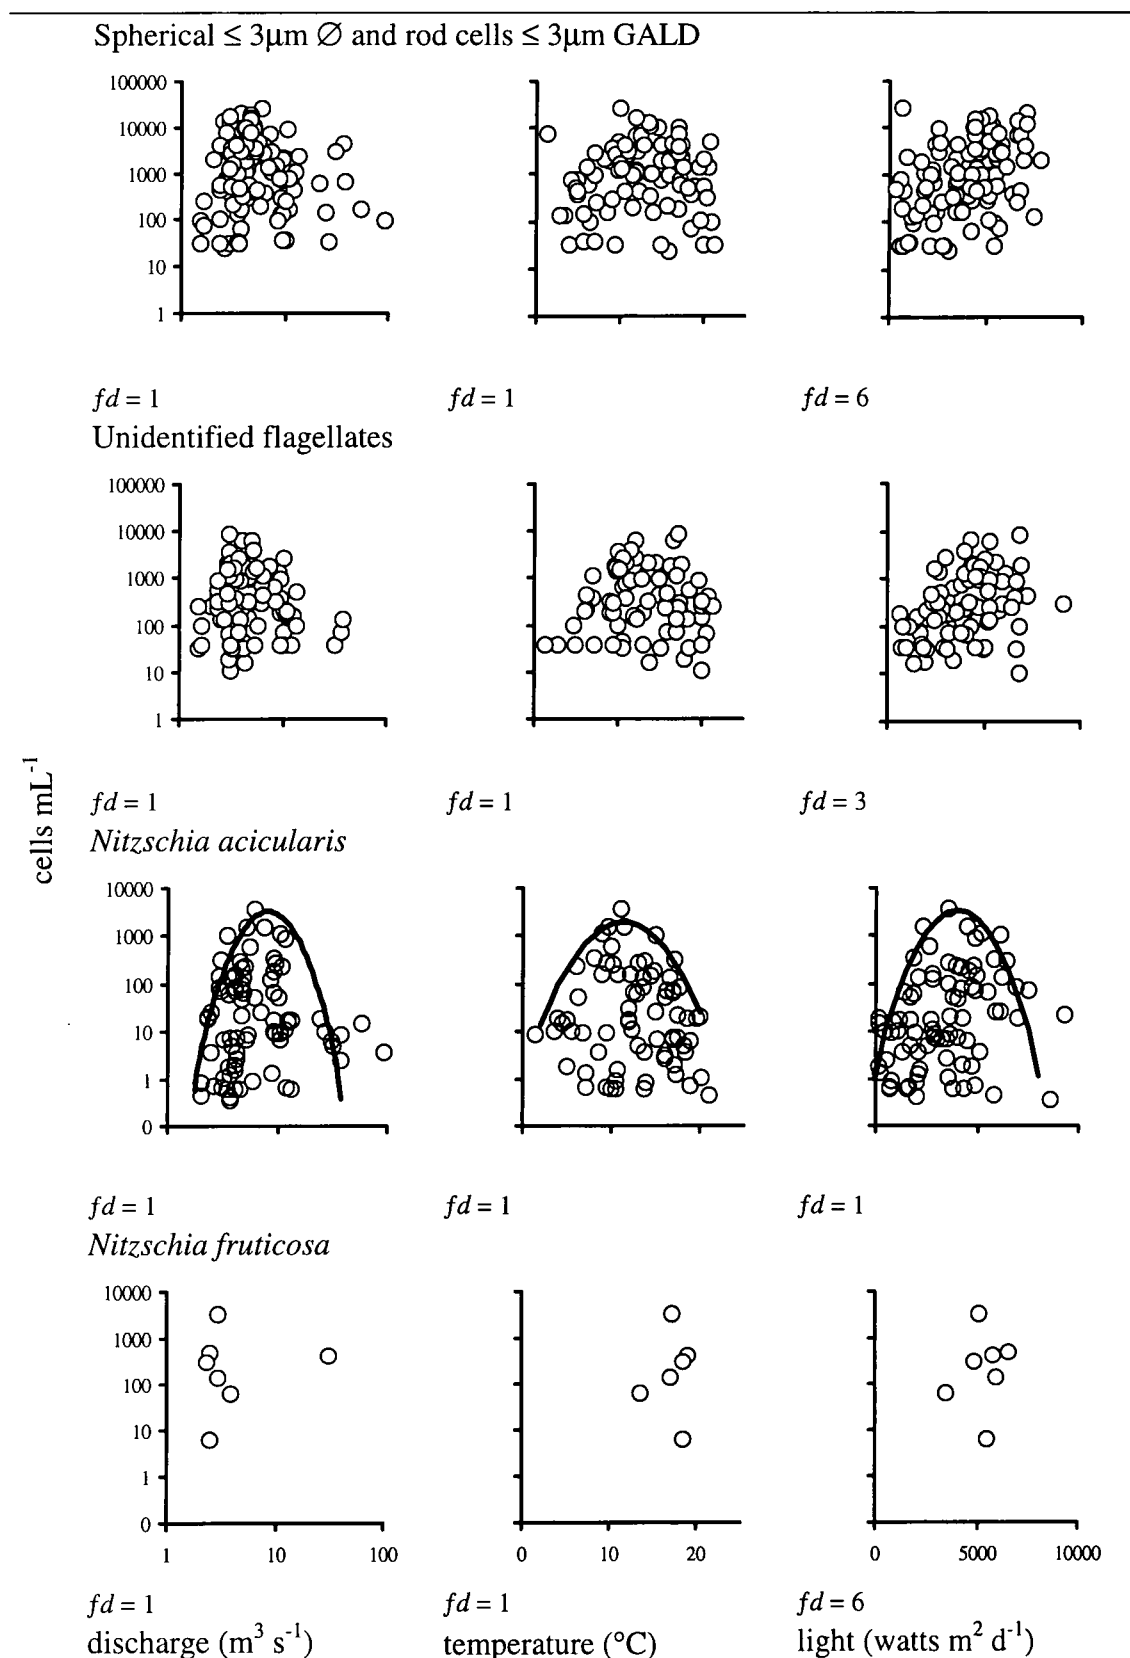 Spherical ≤ 3μm Ø and rod cells ≤ 3μm GALD
100000
10000
1000
100
10
1
fd = 1 fd = 1 fd = 6
Unidentified flagellates
100000
10000
1000
100
10
1
cells mL⁻¹
fd = 1 fd = 1 fd = 3
Nitzschia acicularis
10000
1000
100
10
1
0
fd = 1 fd = 1 fd = 1
Nitzschia fruticosa
10000
1000
100
10
1
0
1 10 100 0 10 20 0 5000 10000
fd = 1 fd = 1 fd = 6
discharge (m³ s⁻¹) temperature (°C) light (watts m² d⁻¹)